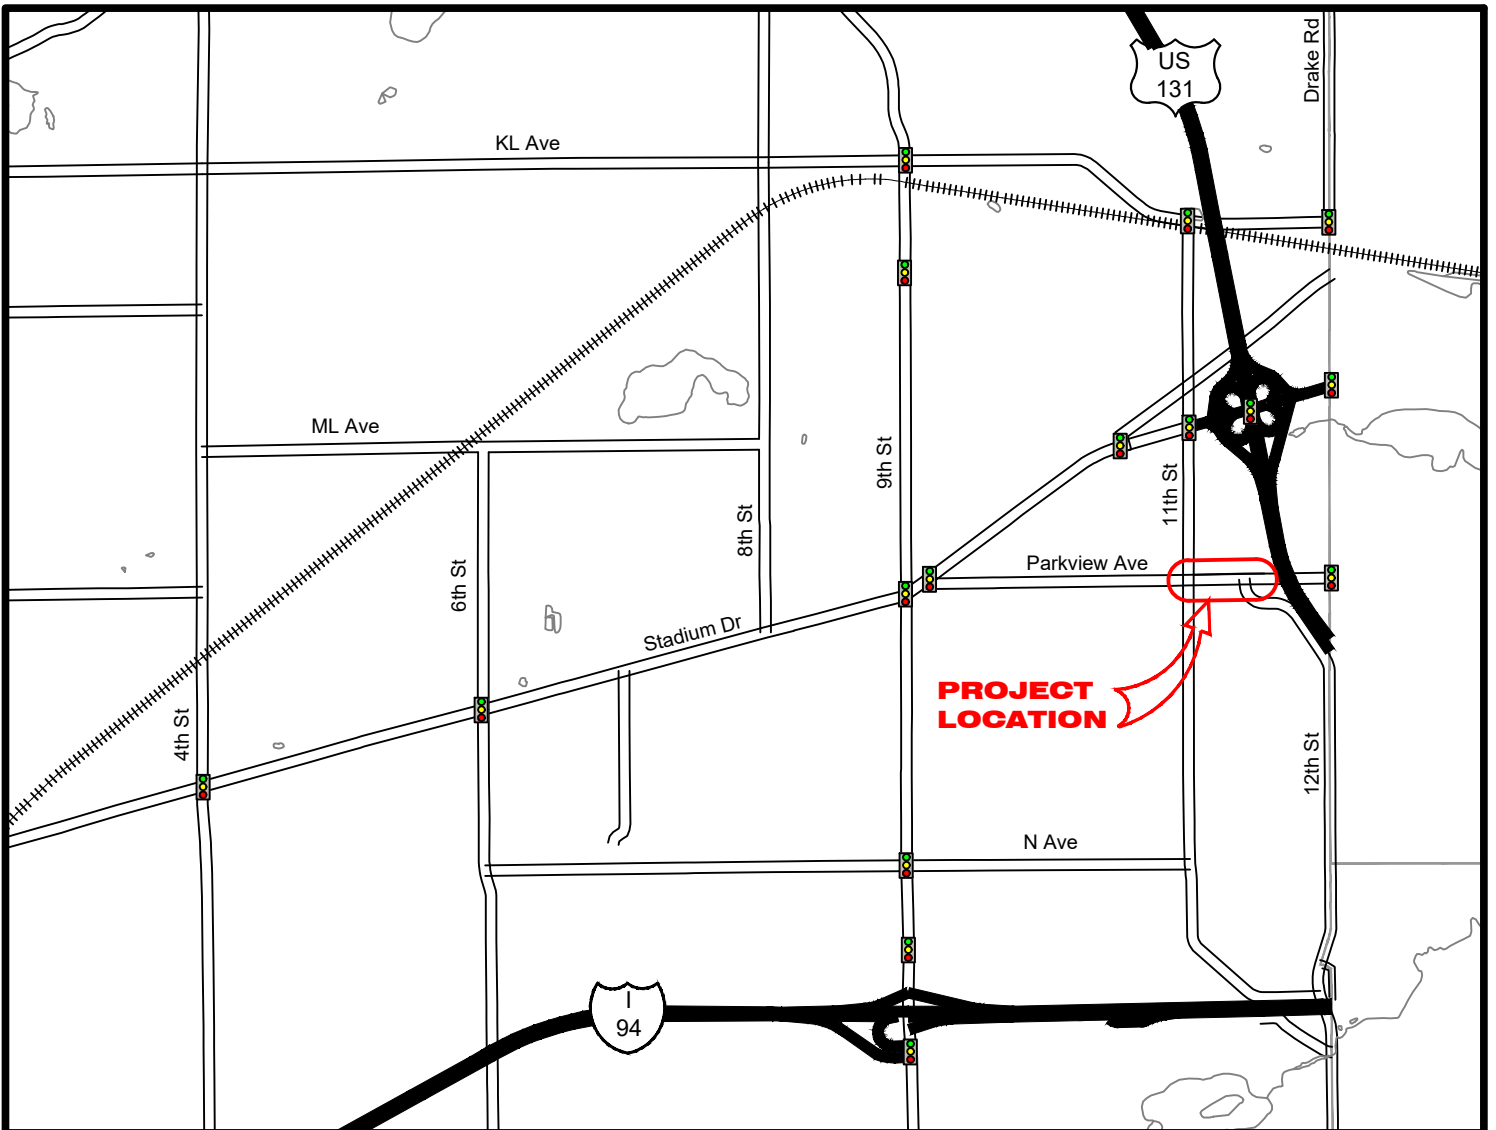 US
131
Drake Rd
KL Ave
ML Ave
9th St
11th St
8th St
6th St
Parkview Ave
Stadium Dr
PROJECT
LOCATION
4th St
12th St
N Ave
I
94